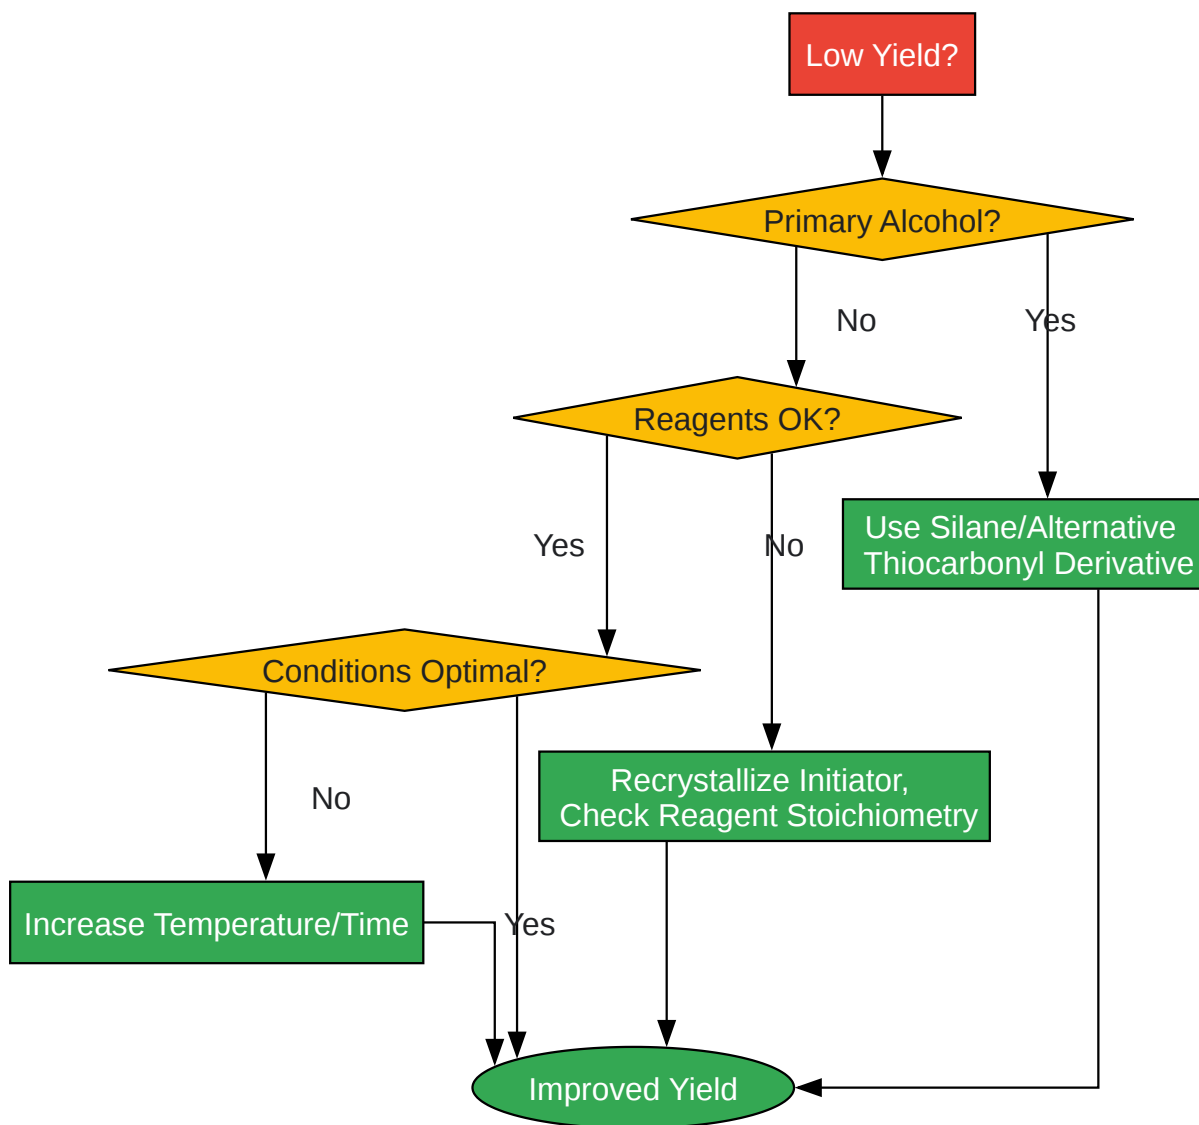 Low Yield?
Primary Alcohol?
No
Yes
Reagents OK?
Yes
No
Use Silane/Alternative
Thiocarbonyl Derivative
Conditions Optimal?
No
Recrystallize Initiator,
Check Reagent Stoichiometry
Increase Temperature/Time
Yes
Improved Yield